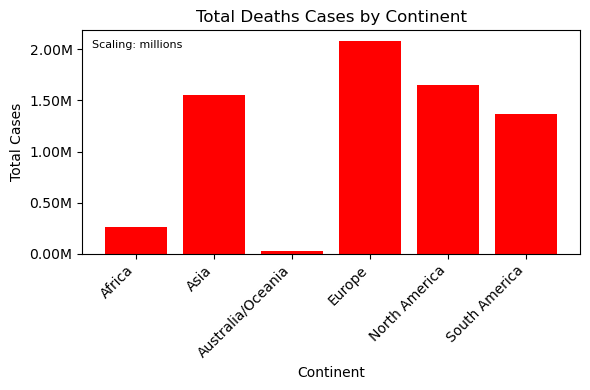 Total Deaths Cases by Continent
Scaling: millions
Total Cases
2.00M
1.50M
1.00M
0.50M
0.00M
Africa
Asia
Australia/Oceania
Europe
North America
South America
Continent